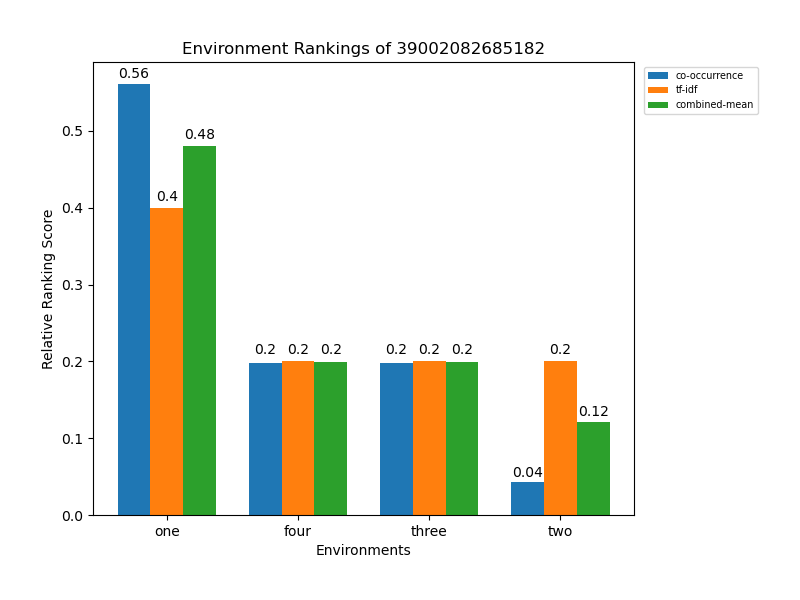 Environment Rankings of 39002082685182
co-occurrence
tf-idf
combined-mean
Relative Ranking Score
0.5
0.4
0.3
0.2
0.1
0.0
0.56
0.4
0.48
0.2
0.2
0.2
0.2
0.2
0.2
0.04
0.2
0.12
one
four
three
two
Environments